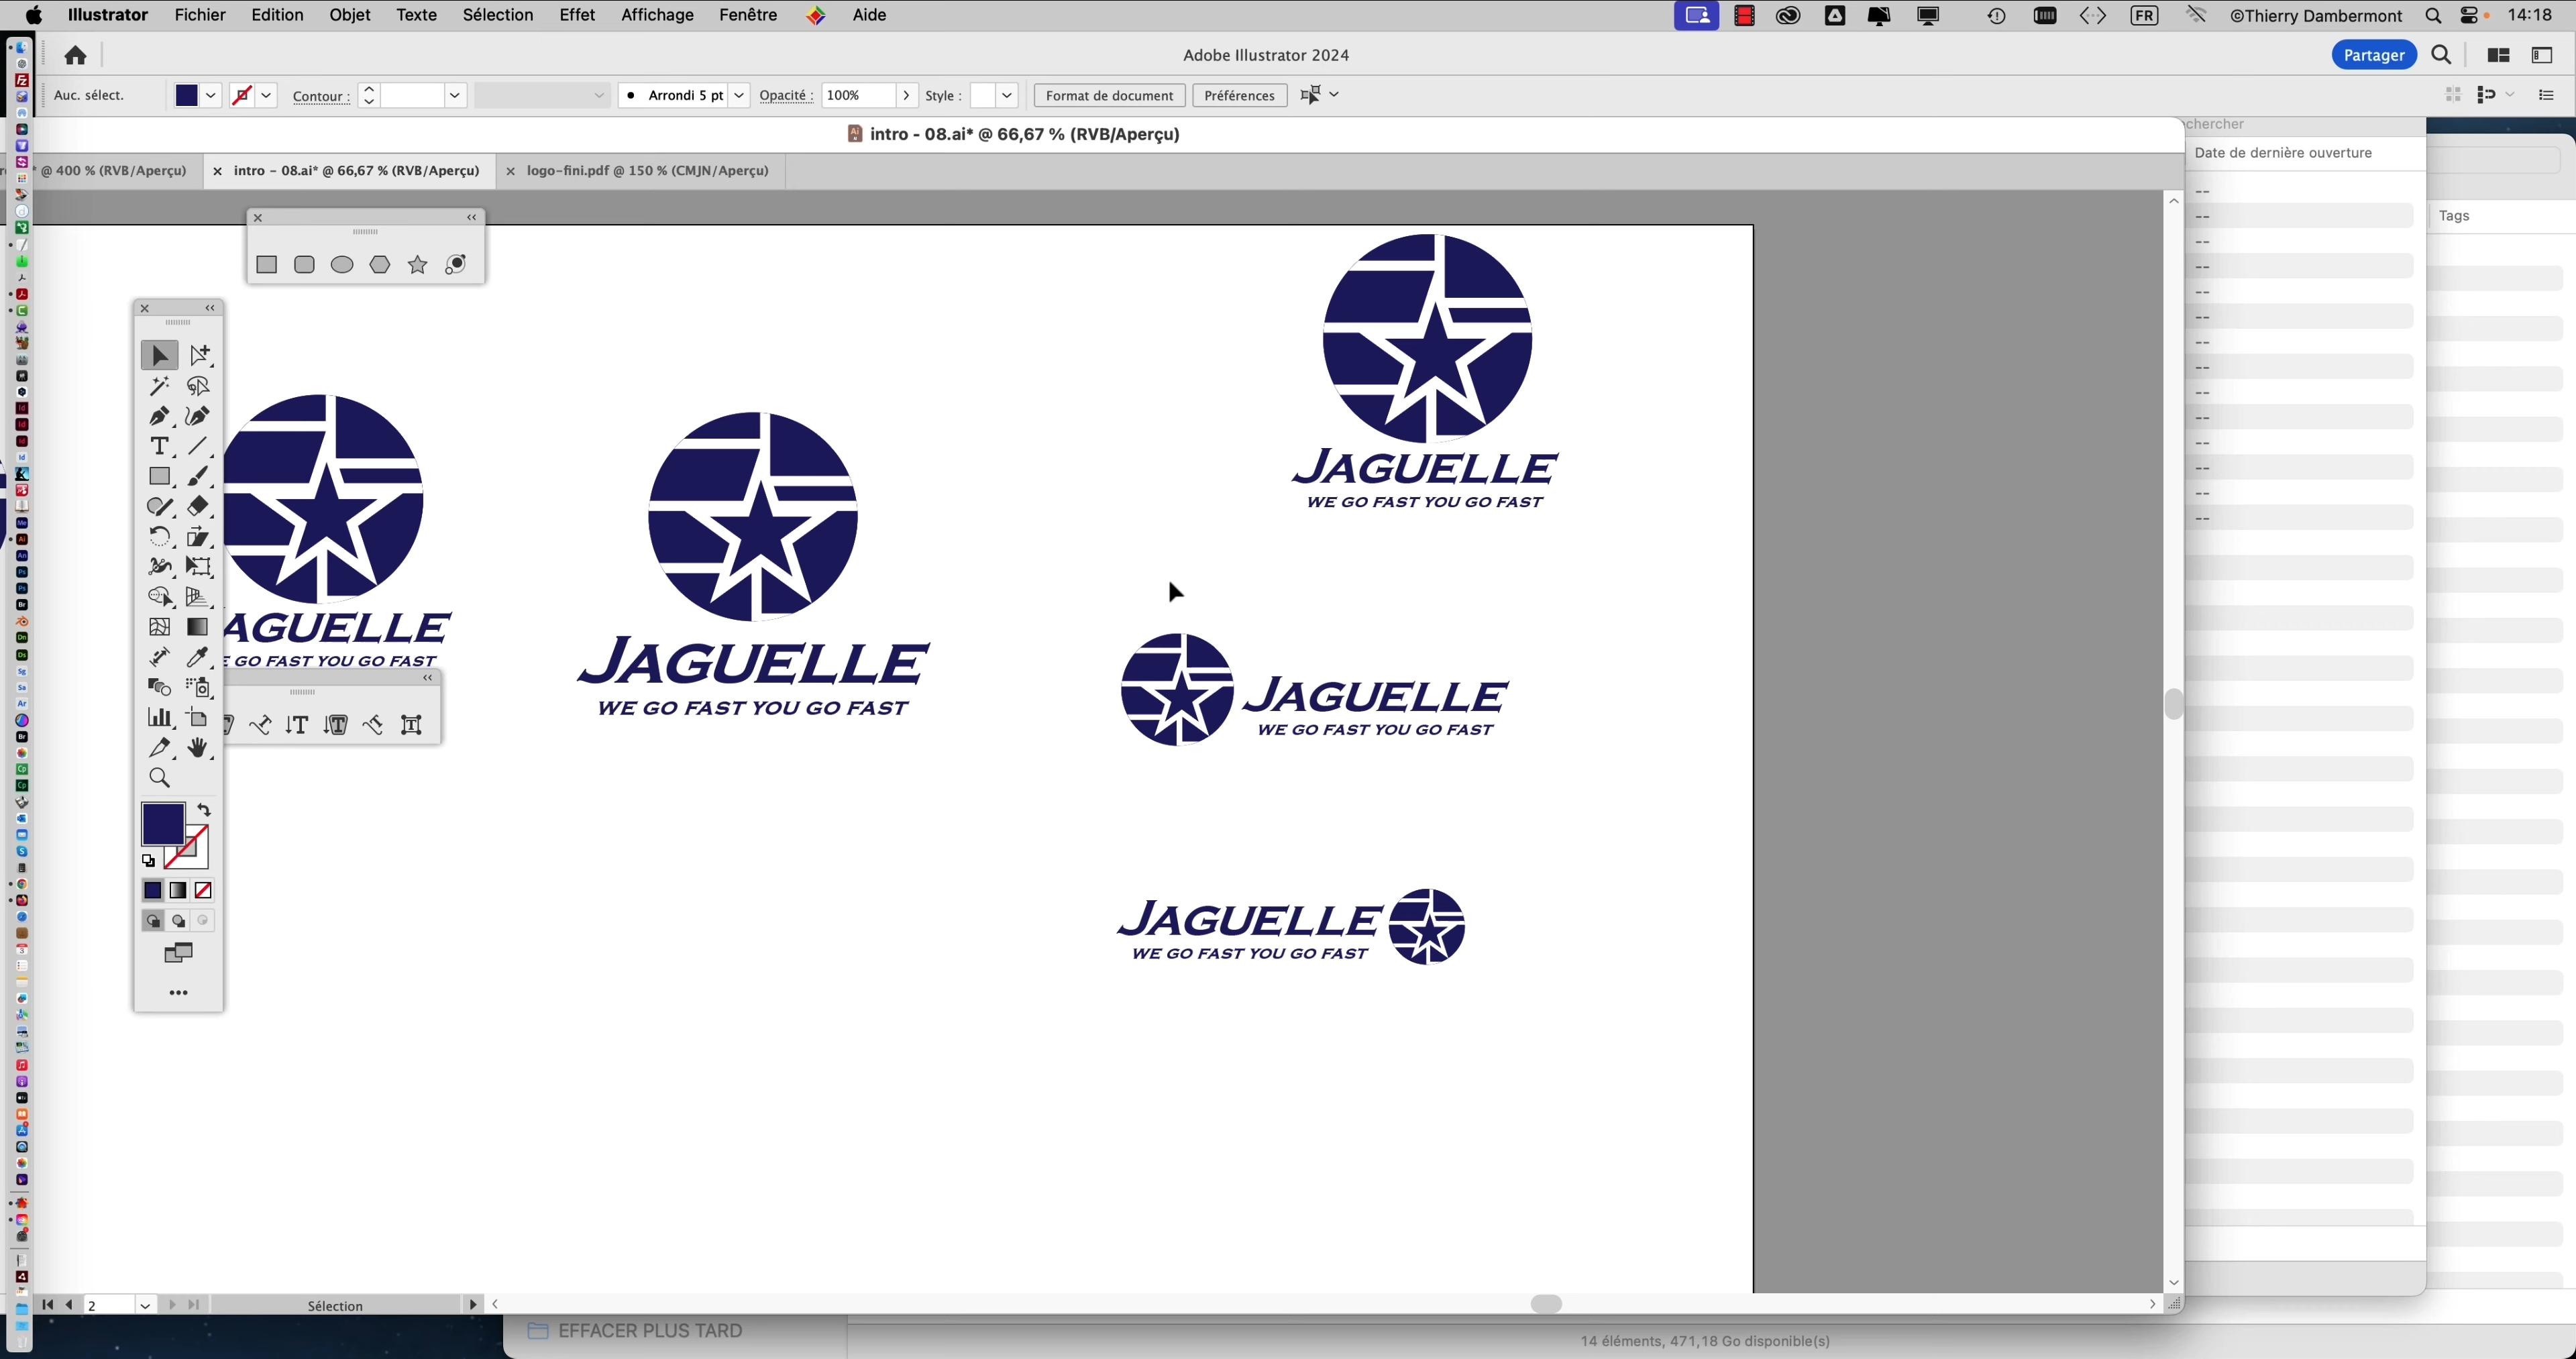 Illustrator Fichier Edition Objet Texte Sélection Effet Affichage Fenêtre Aide FR ©Thierry Dambermont 14:18
Adobe Illustrator 2024 Partager
Auc. sélect. Contour : Arrondi 5 pt Opacité : 100% Style : Format de document Préférences
intro - 08.ai* @ 66,67 % (RVB/Aperçu)
chercher
* @ 400 % (RVB/Aperçu) intro - 08.ai* @ 66,67 % (RVB/Aperçu) logo-fini.pdf @ 150 % (CMJN/Aperçu)
Date de dernière ouverture
Tags
--
--
--
--
--
--
--
--
--
--
--
--
--
--
JAGUELLE
WE GO FAST YOU GO FAST
AGUELLE
E GO FAST YOU GO FAST
JAGUELLE
WE GO FAST YOU GO FAST
JAGUELLE
WE GO FAST YOU GO FAST
JAGUELLE
WE GO FAST YOU GO FAST
2 Sélection
EFFACER PLUS TARD
14 éléments, 471,18 Go disponible(s)